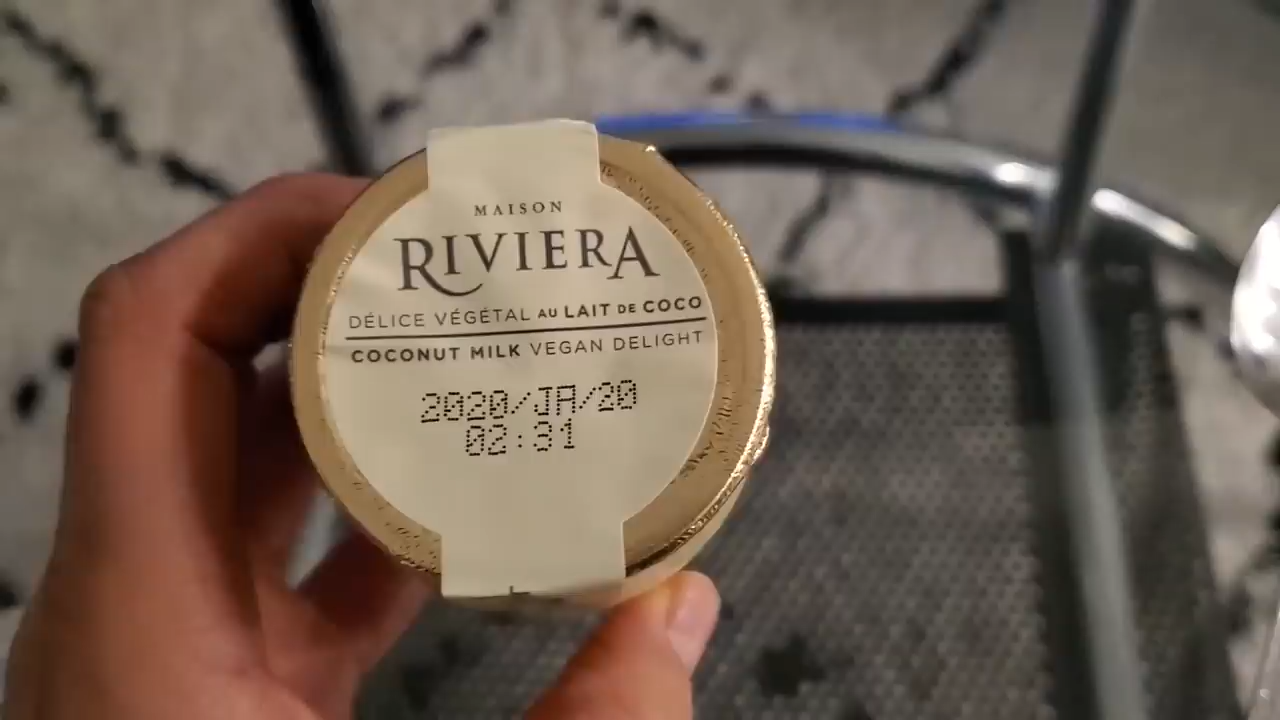 MAISON
RIVIERA
DÉLICE VÉGÉTAL AU LAIT DE COCO
COCONUT MILK VEGAN DELIGHT
2020/JA/20
02:31